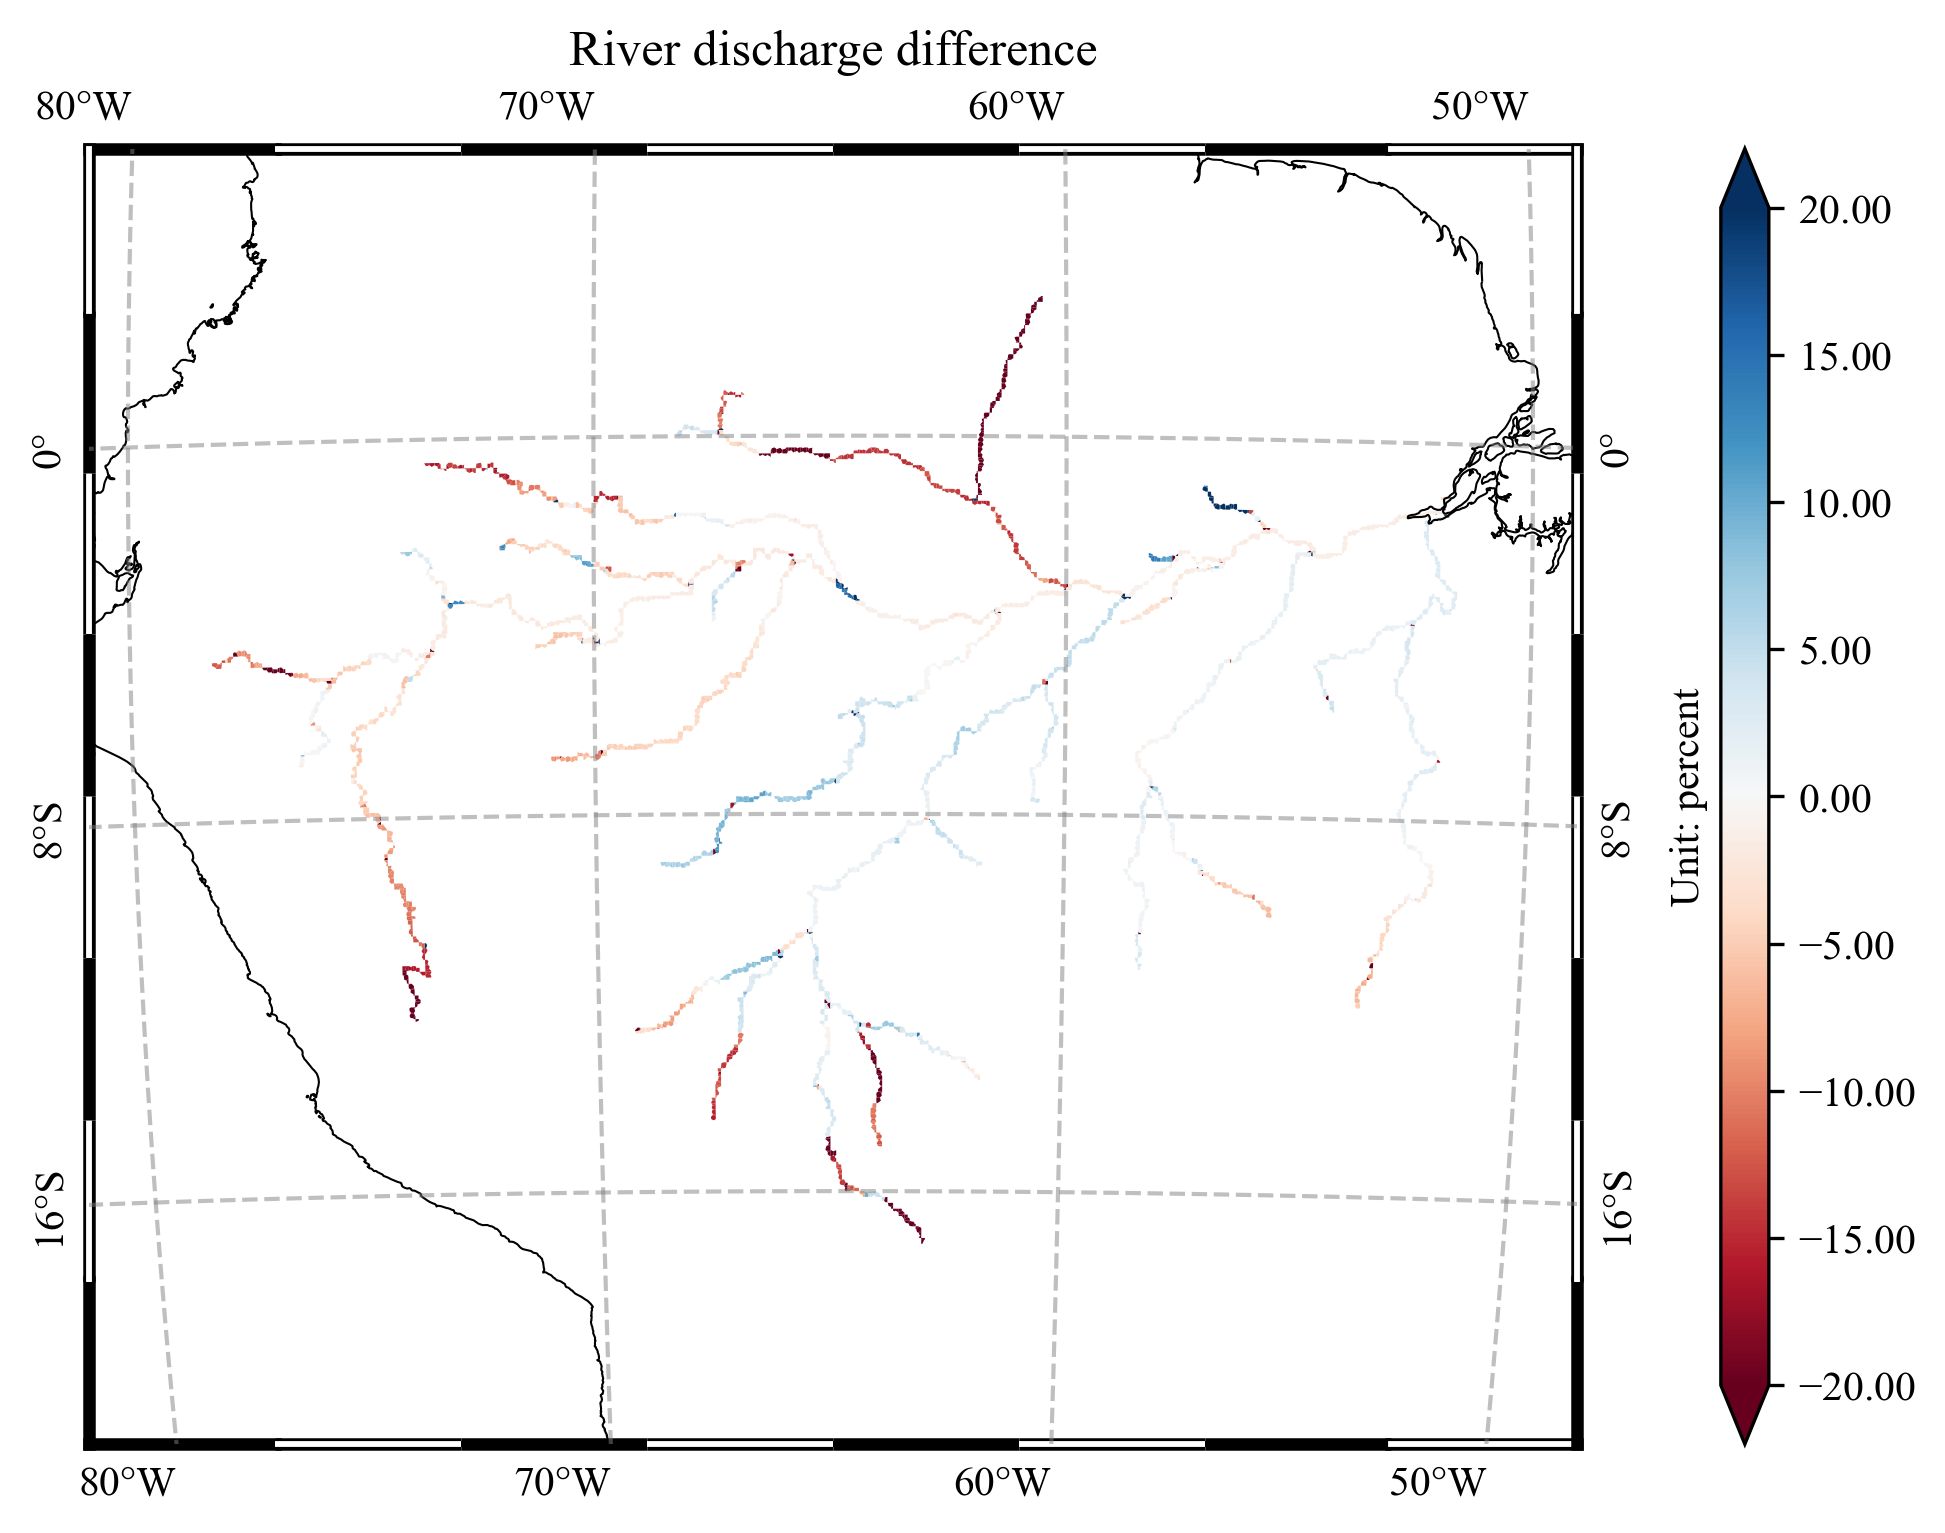 River discharge difference
80°W 70°W 60°W 50°W
20.00
15.00
10.00
5.00
0.00
−5.00
−10.00
−15.00
−20.00
Unit: percent
0° 0°
8°S 8°S
16°S 16°S
80°W 70°W 60°W 50°W